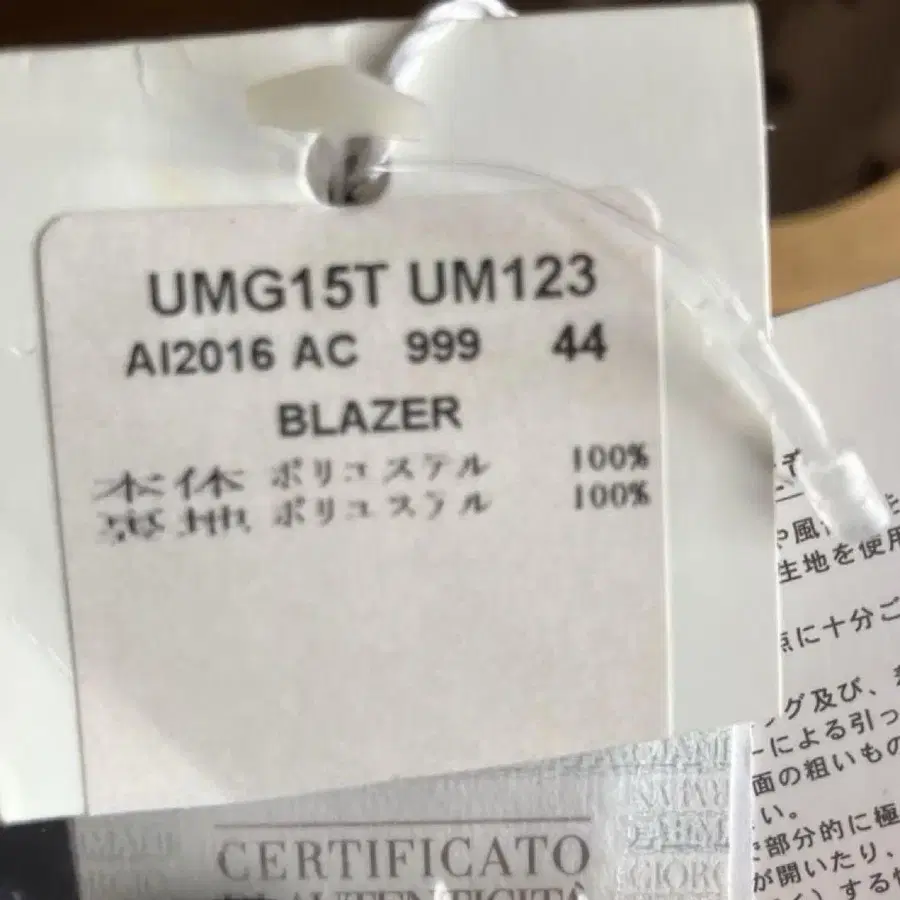 UMG15T UM123
AI2016 AC 999 44
BLAZER
本体 ポリエステル 100%
裏地 ポリエステル 100%
や風
生地を使用
点に十分ご
グ及び、
ーによる引っ
面の粗いもの
い。
部分的に極
が開いたり、
CERTIFICATO
GIORG